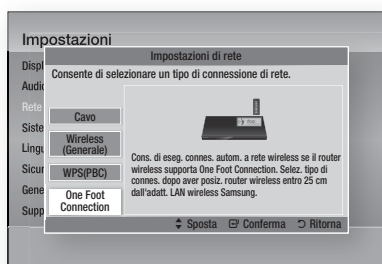 Impostazioni
Impostazioni di rete
Consente di selezionare un tipo di connessione di rete.
Displ
Audio
Rete
Siste
Lingu
Sicur
Gene
Supp
Cavo
Wireless
(Generale)
WPS(PBC)
One Foot
Connection
Cons. di eseg. connes. autom. a rete wireless se il router
wireless supporta One Foot Connection. Selez. tipo di
connes. dopo aver posiz. router wireless entro 25 cm
dall'adatt. LAN wireless Samsung.
Sposta Conferma Ritorna